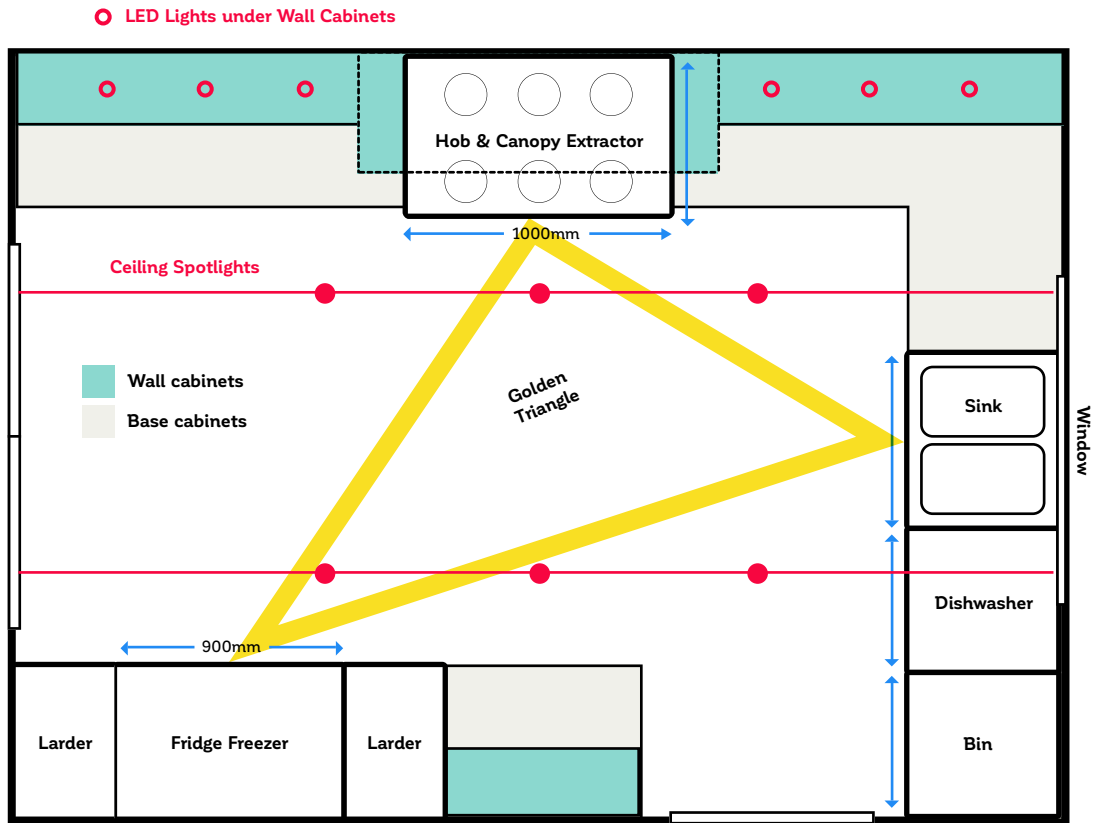 LED Lights under Wall Cabinets
Hob & Canopy Extractor
1000mm
Ceiling Spotlights
Golden
Triangle
Wall cabinets
Base cabinets
Sink
Window
Dishwasher
900mm
Larder
Fridge Freezer
Larder
Bin